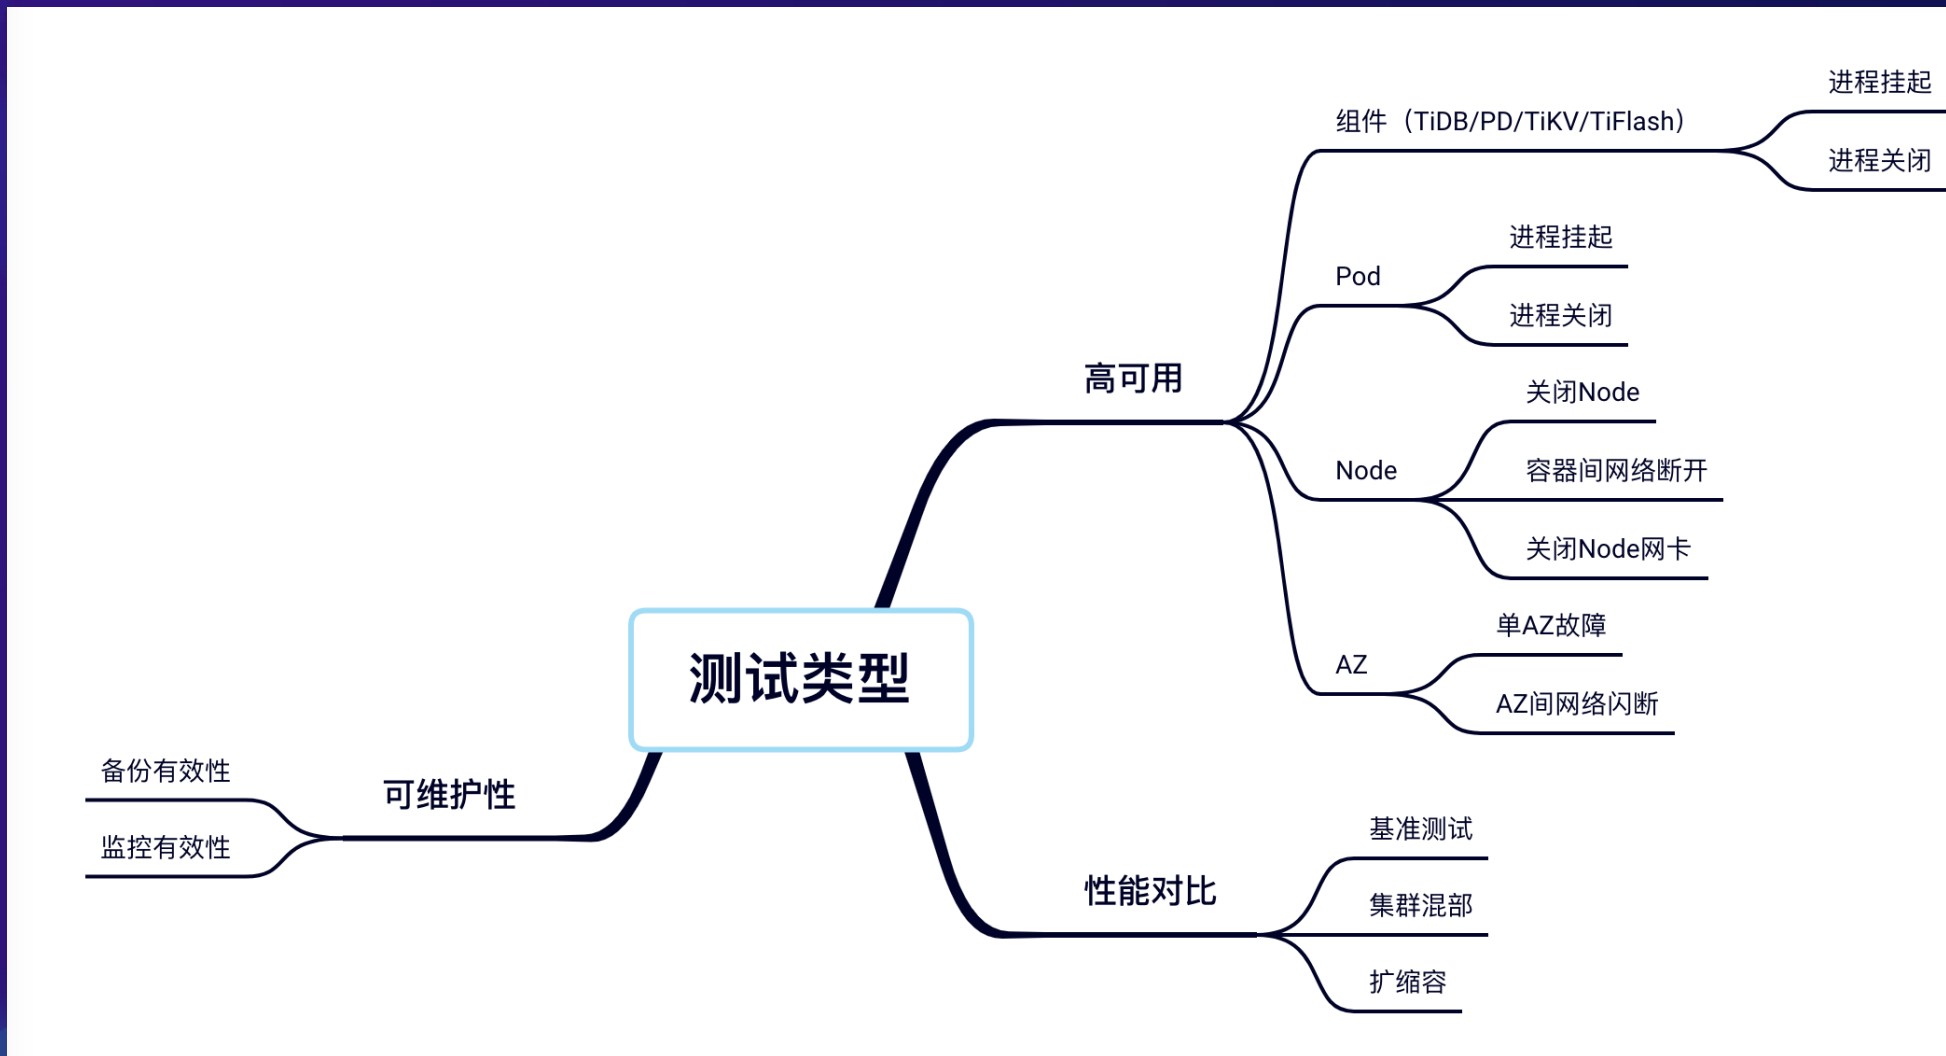 测试类型
高可用
组件（TiDB/PD/TiKV/TiFlash）
进程挂起
进程关闭
Pod
进程挂起
进程关闭
Node
关闭Node
容器间网络断开
关闭Node网卡
AZ
单AZ故障
AZ间网络闪断
性能对比
基准测试
集群混部
扩缩容
可维护性
备份有效性
监控有效性